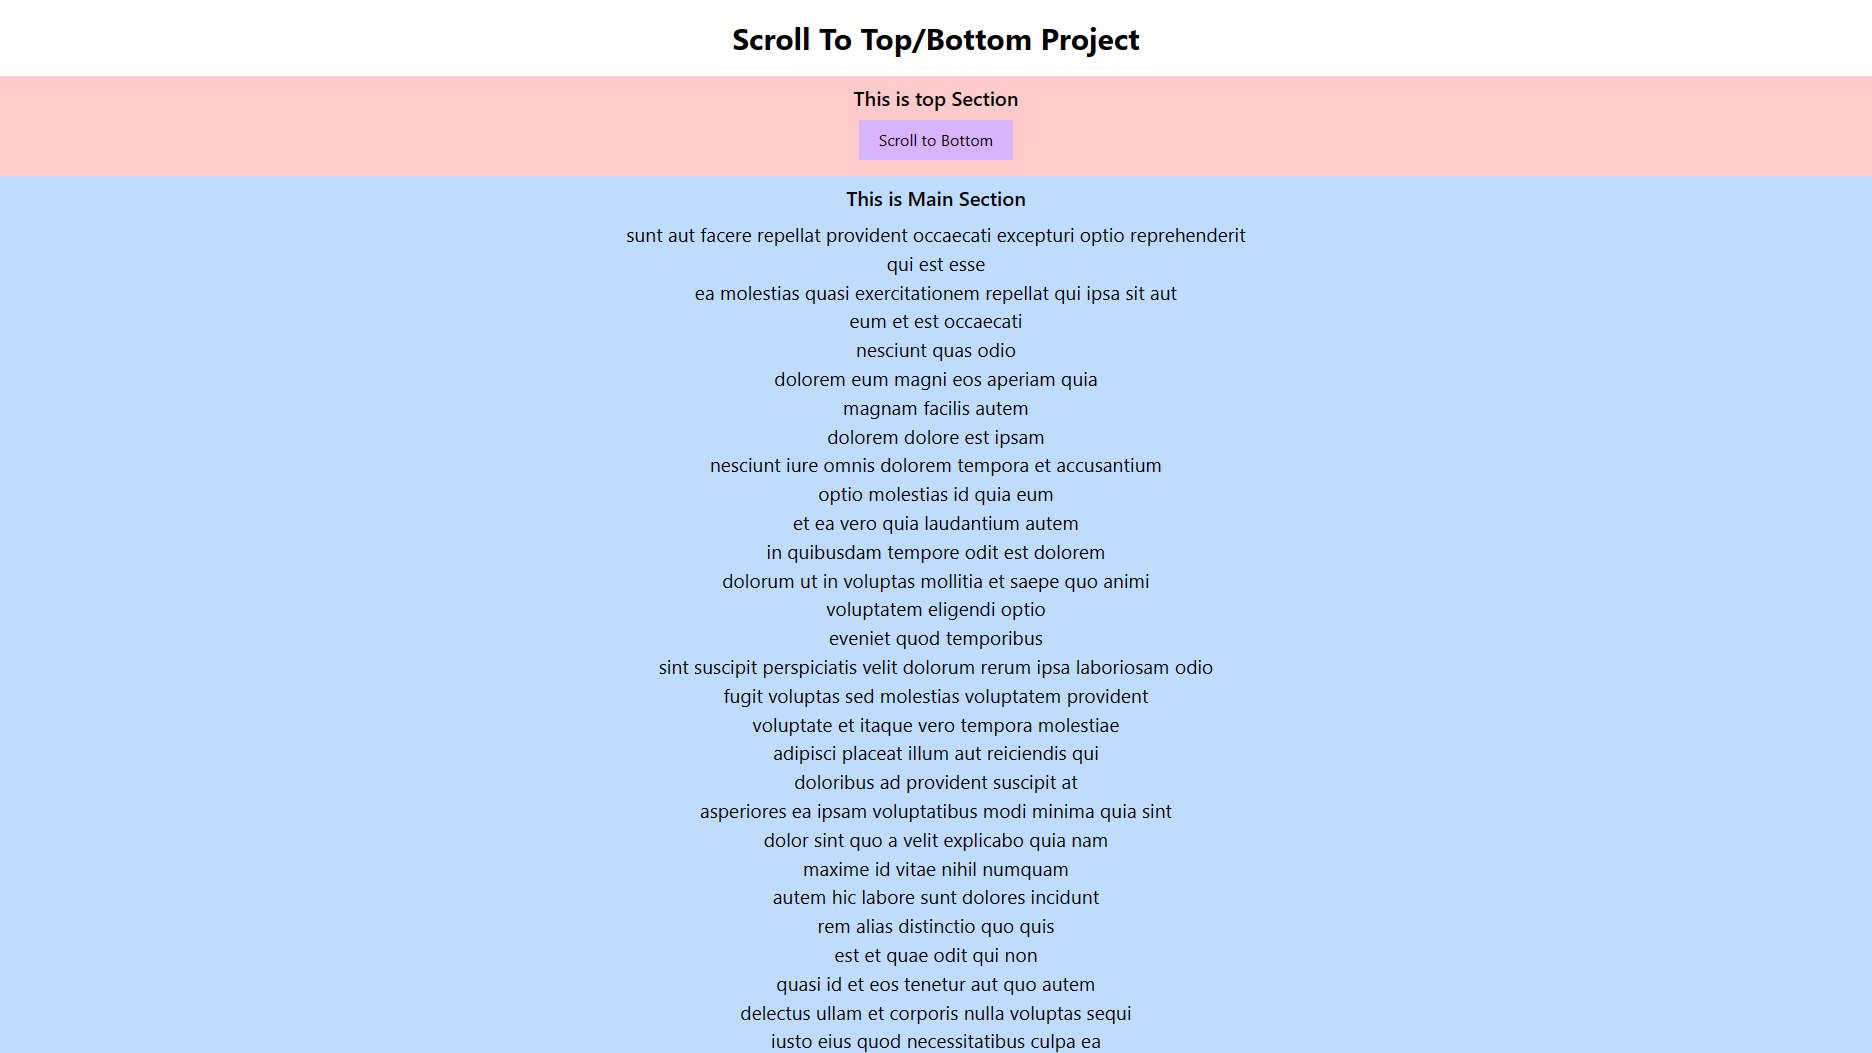 Scroll To Top/Bottom Project
This is top Section
Scroll to Bottom
This is Main Section
sunt aut facere repellat provident occaecati excepturi optio reprehenderit
qui est esse
ea molestias quasi exercitationem repellat qui ipsa sit aut
eum et est occaecati
nesciunt quas odio
dolorem eum magni eos aperiam quia
magnam facilis autem
dolorem dolore est ipsam
nesciunt iure omnis dolorem tempora et accusantium
optio molestias id quia eum
et ea vero quia laudantium autem
in quibusdam tempore odit est dolorem
dolorum ut in voluptas mollitia et saepe quo animi
voluptatem eligendi optio
eveniet quod temporibus
sint suscipit perspiciatis velit dolorum rerum ipsa laboriosam odio
fugit voluptas sed molestias voluptatem provident
voluptate et itaque vero tempora molestiae
adipisci placeat illum aut reiciendis qui
doloribus ad provident suscipit at
asperiores ea ipsam voluptatibus modi minima quia sint
dolor sint quo a velit explicabo quia nam
maxime id vitae nihil numquam
autem hic labore sunt dolores incidunt
rem alias distinctio quo quis
est et quae odit qui non
quasi id et eos tenetur aut quo autem
delectus ullam et corporis nulla voluptas sequi
iusto eius quod necessitatibus culpa ea